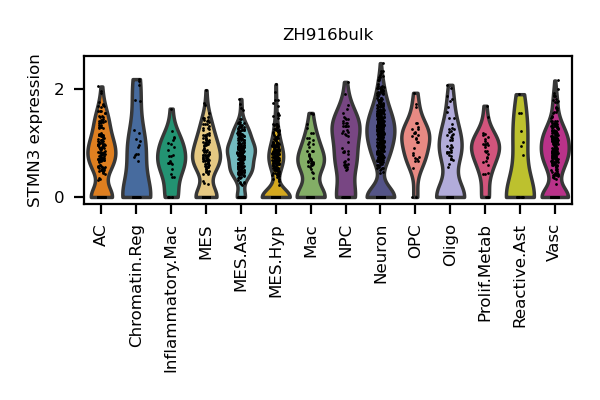 ZH916bulk
STMN3 expression
2
0
AC
Chromatin.Reg
Inflammatory.Mac
MES
MES.Ast
MES.Hyp
Mac
NPC
Neuron
OPC
Oligo
Prolif.Metab
Reactive.Ast
Vasc